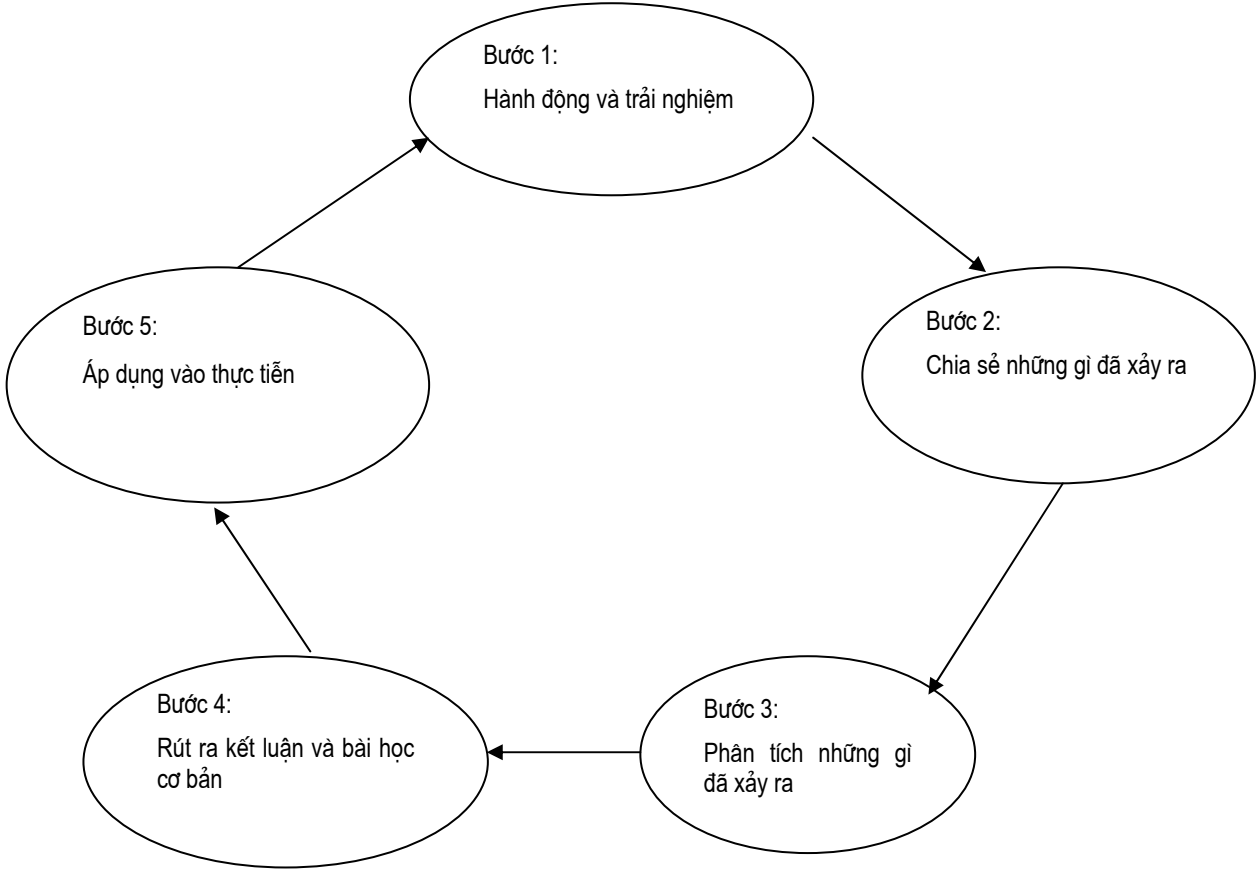 Bước 1:
Hành động và trải nghiệm
Bước 2:
Chia sẻ những gì đã xảy ra
Bước 3:
Phân tích những gì
đã xảy ra
Bước 4:
Rút ra kết luận và bài học
cơ bản
Bước 5:
Áp dụng vào thực tiễn